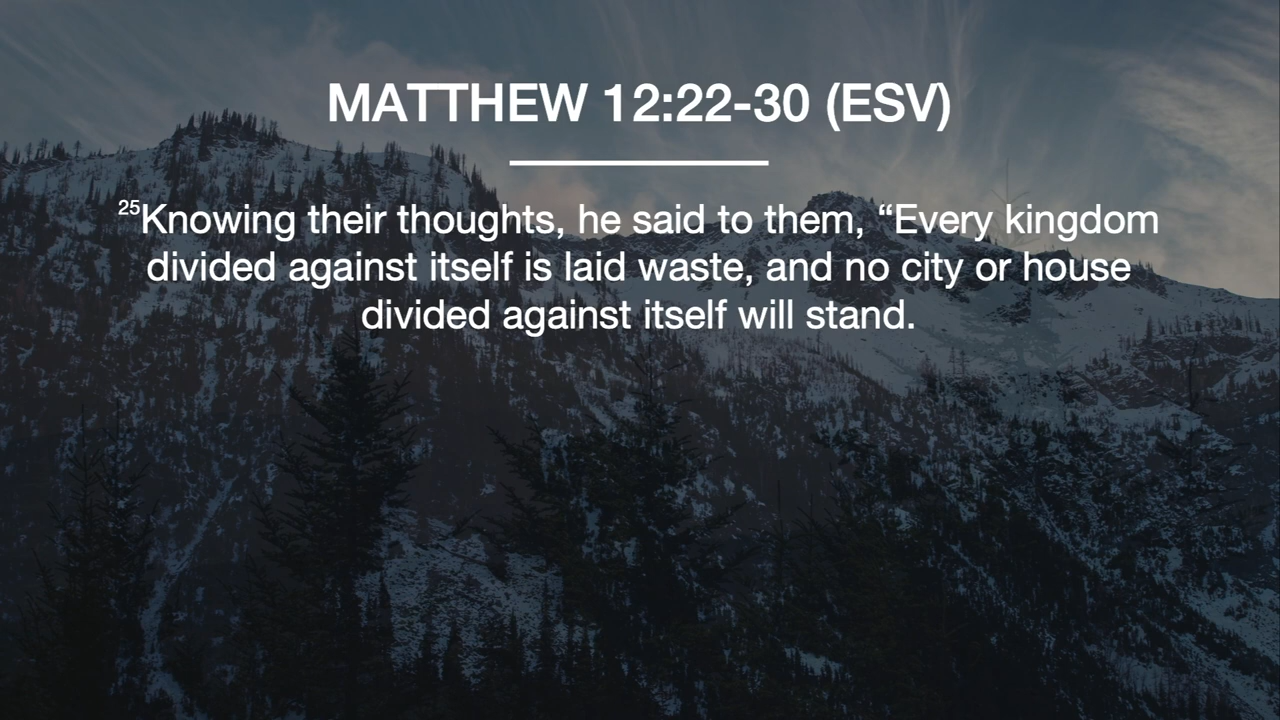 MATTHEW 12:22-30 (ESV)
25Knowing their thoughts, he said to them, “Every kingdom
divided against itself is laid waste, and no city or house
divided against itself will stand.